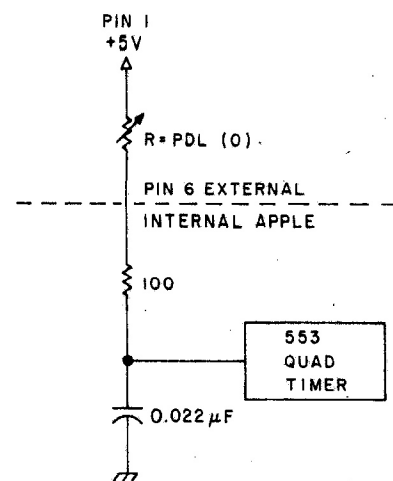 PIN 1
+5V
R=PDL (0)
PIN 6 EXTERNAL
INTERNAL APPLE
100
553
QUAD
TIMER
0.022 µF